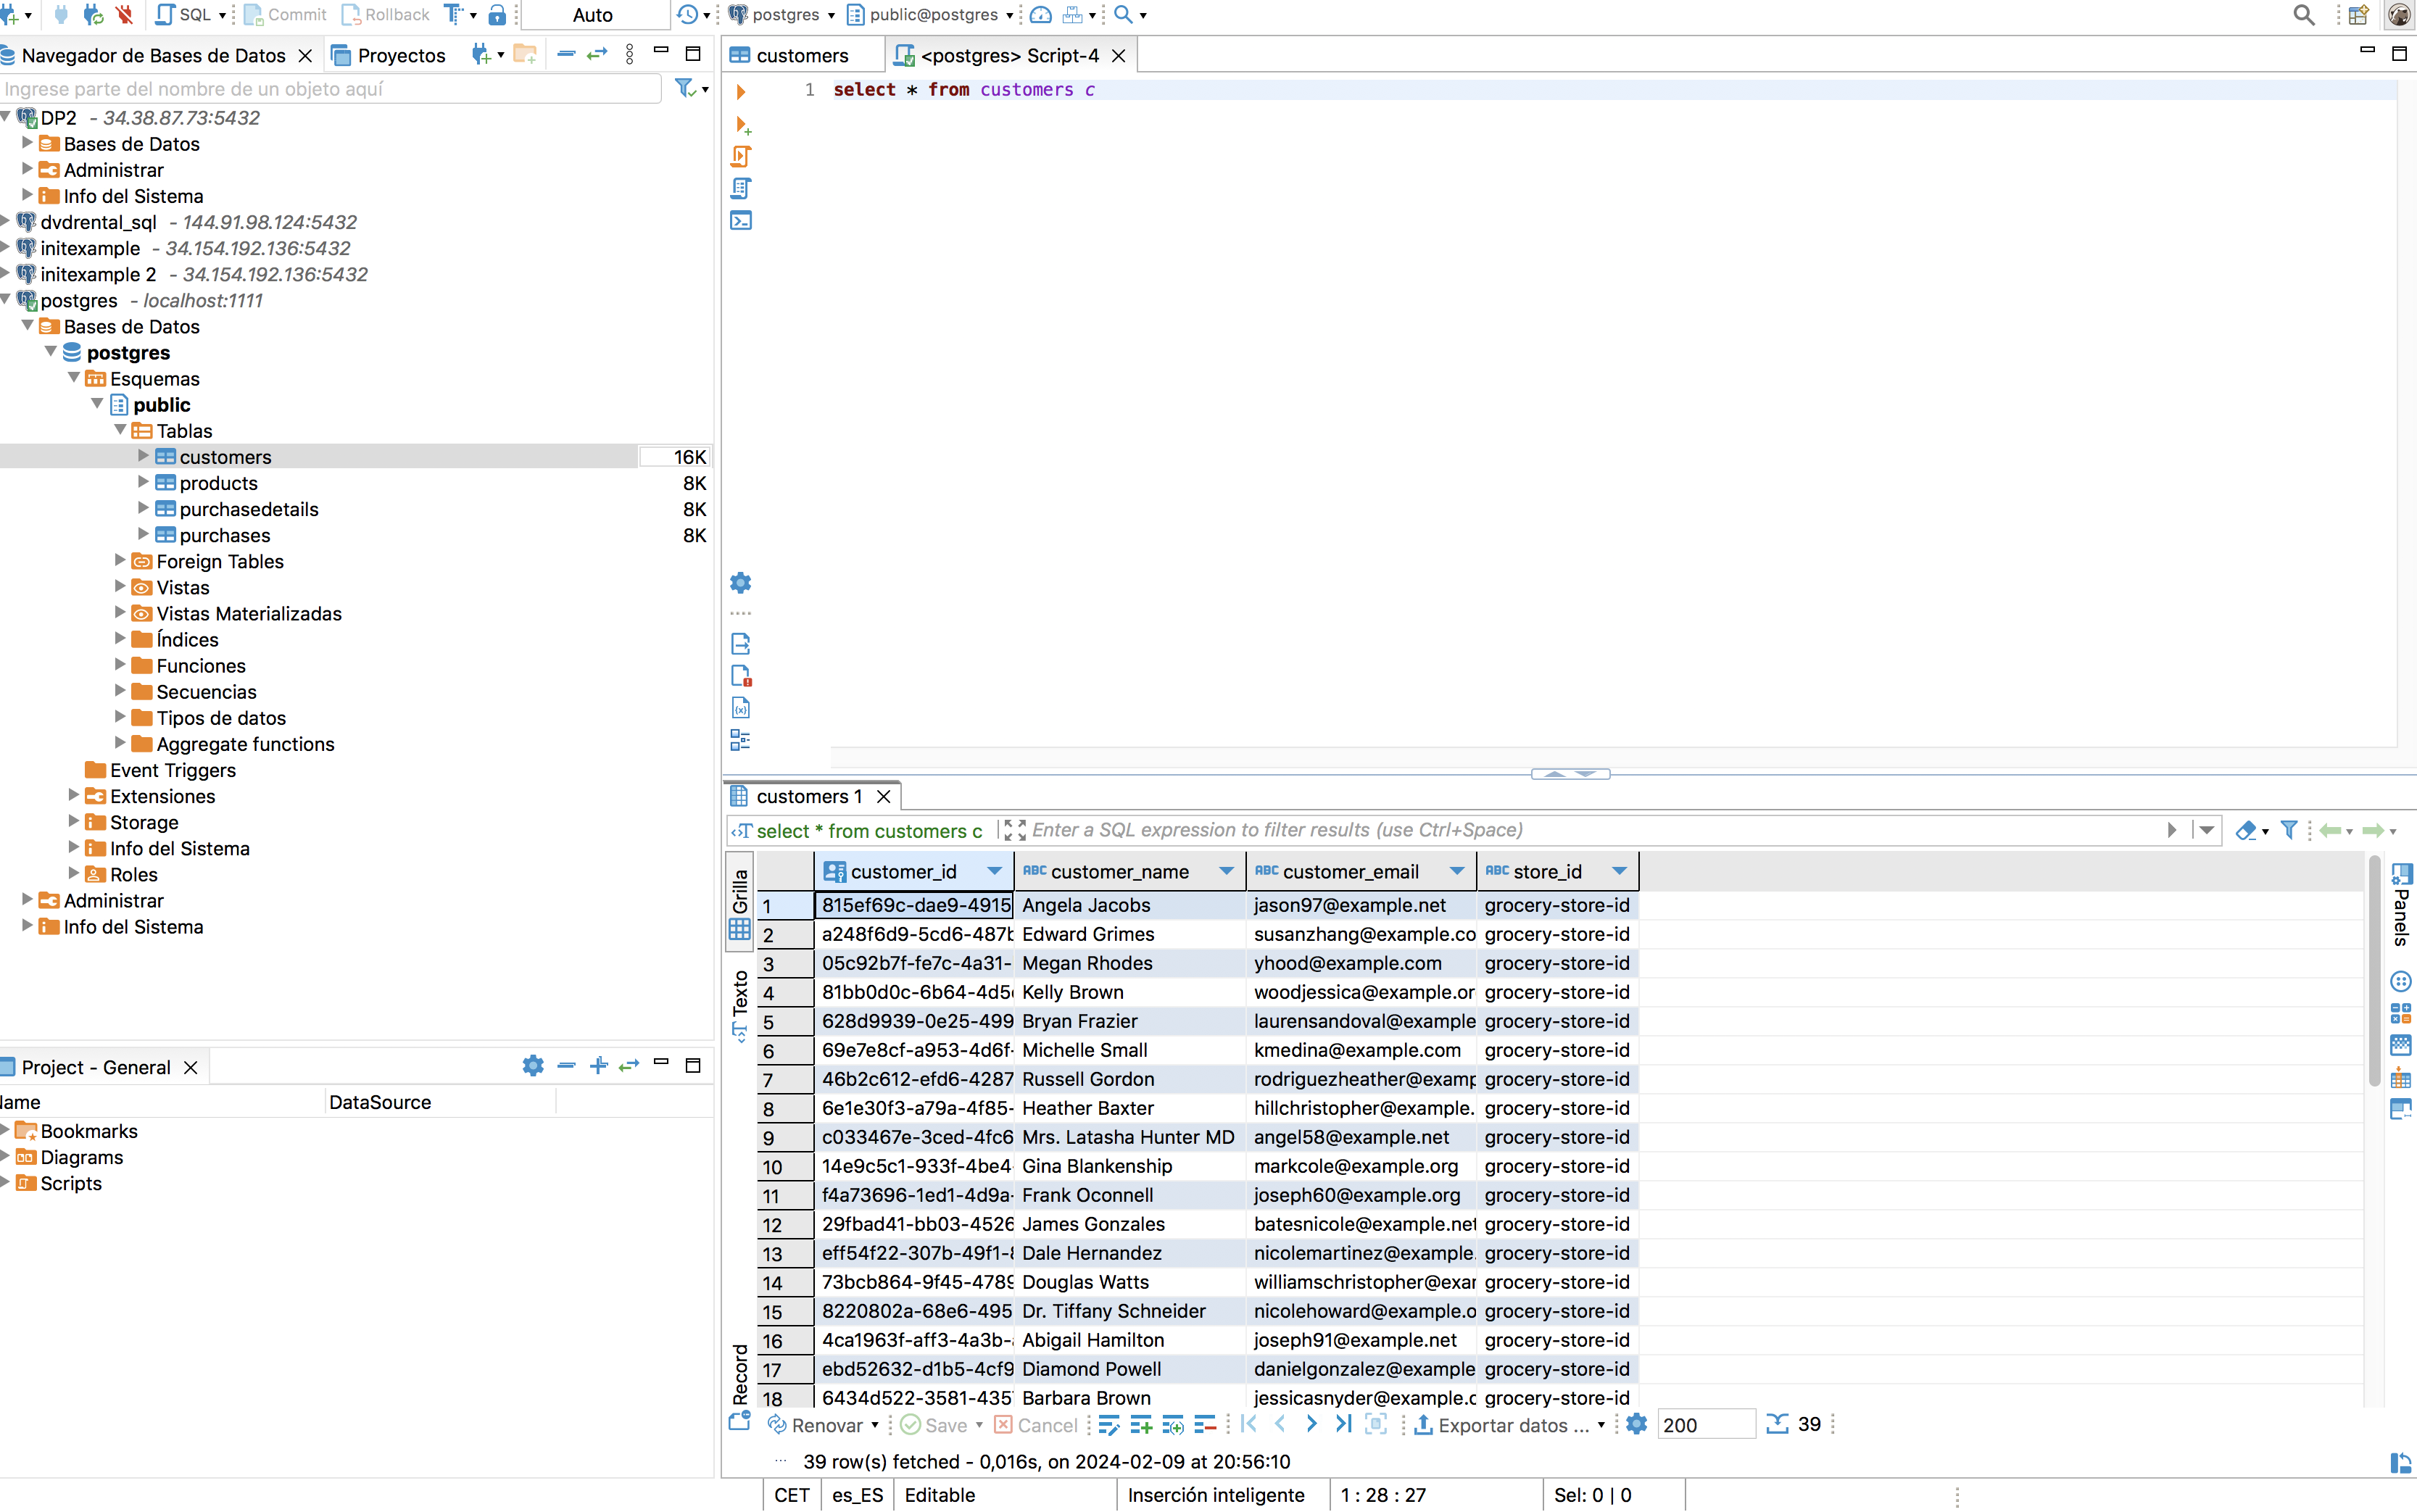 SQL Commit Rollback Auto postgres public@postgres
Navegador de Bases de Datos Proyectos
Ingrese parte del nombre de un objeto aquí
DP2 - 34.38.87.73:5432
Bases de Datos
Administrar
Info del Sistema
dvdrental_sql - 144.91.98.124:5432
initexample - 34.154.192.136:5432
initexample 2 - 34.154.192.136:5432
postgres - localhost:1111
Bases de Datos
postgres
Esquemas
public
Tablas
customers 16K
products 8K
purchasedetails 8K
purchases 8K
Foreign Tables
Vistas
Vistas Materializadas
Índices
Funciones
Secuencias
Tipos de datos
Aggregate functions
Event Triggers
Extensiones
Storage
Info del Sistema
Roles
Administrar
Info del Sistema
Project - General
ame DataSource
Bookmarks
Diagrams
Scripts
customers <postgres> Script-4
1 select * from customers c
customers 1
select * from customers c Enter a SQL expression to filter results (use Ctrl+Space)
Grilla
Texto
Record
Panels
customer_id ABC customer_name ABC customer_email ABC store_id
1 815ef69c-dae9-4915 Angela Jacobs jason97@example.net grocery-store-id
2 a248f6d9-5cd6-487b Edward Grimes susanzhang@example.co grocery-store-id
3 05c92b7f-fe7c-4a31- Megan Rhodes yhood@example.com grocery-store-id
4 81bb0d0c-6b64-4d5c Kelly Brown woodjessica@example.or grocery-store-id
5 628d9939-0e25-499 Bryan Frazier laurensandoval@example grocery-store-id
6 69e7e8cf-a953-4d6f- Michelle Small kmedina@example.com grocery-store-id
7 46b2c612-efd6-4287 Russell Gordon rodriguezheather@examp grocery-store-id
8 6e1e30f3-a79a-4f85- Heather Baxter hillchristopher@example. grocery-store-id
9 c033467e-3ced-4fc6 Mrs. Latasha Hunter MD angel58@example.net grocery-store-id
10 14e9c5c1-933f-4be4 Gina Blankenship markcole@example.org grocery-store-id
11 f4a73696-1ed1-4d9a- Frank Oconnell joseph60@example.org grocery-store-id
12 29fbad41-bb03-4526 James Gonzales batesnicole@example.net grocery-store-id
13 eff54f22-307b-49f1-8 Dale Hernandez nicolemartinez@example. grocery-store-id
14 73bcb864-9f45-4789 Douglas Watts williamschristopher@exar grocery-store-id
15 8220802a-68e6-495 Dr. Tiffany Schneider nicolehoward@example.o grocery-store-id
16 4ca1963f-aff3-4a3b- Abigail Hamilton joseph91@example.net grocery-store-id
17 ebd52632-d1b5-4cf9 Diamond Powell danielgonzalez@example grocery-store-id
18 6434d522-3581-435 Barbara Brown jessicasnyder@example.c grocery-store-id
Renovar Save Cancel Exportar datos ... 200 39
39 row(s) fetched - 0,016s, on 2024-02-09 at 20:56:10
CET es_ES Editable Inserción inteligente 1 : 28 : 27 Sel: 0 | 0